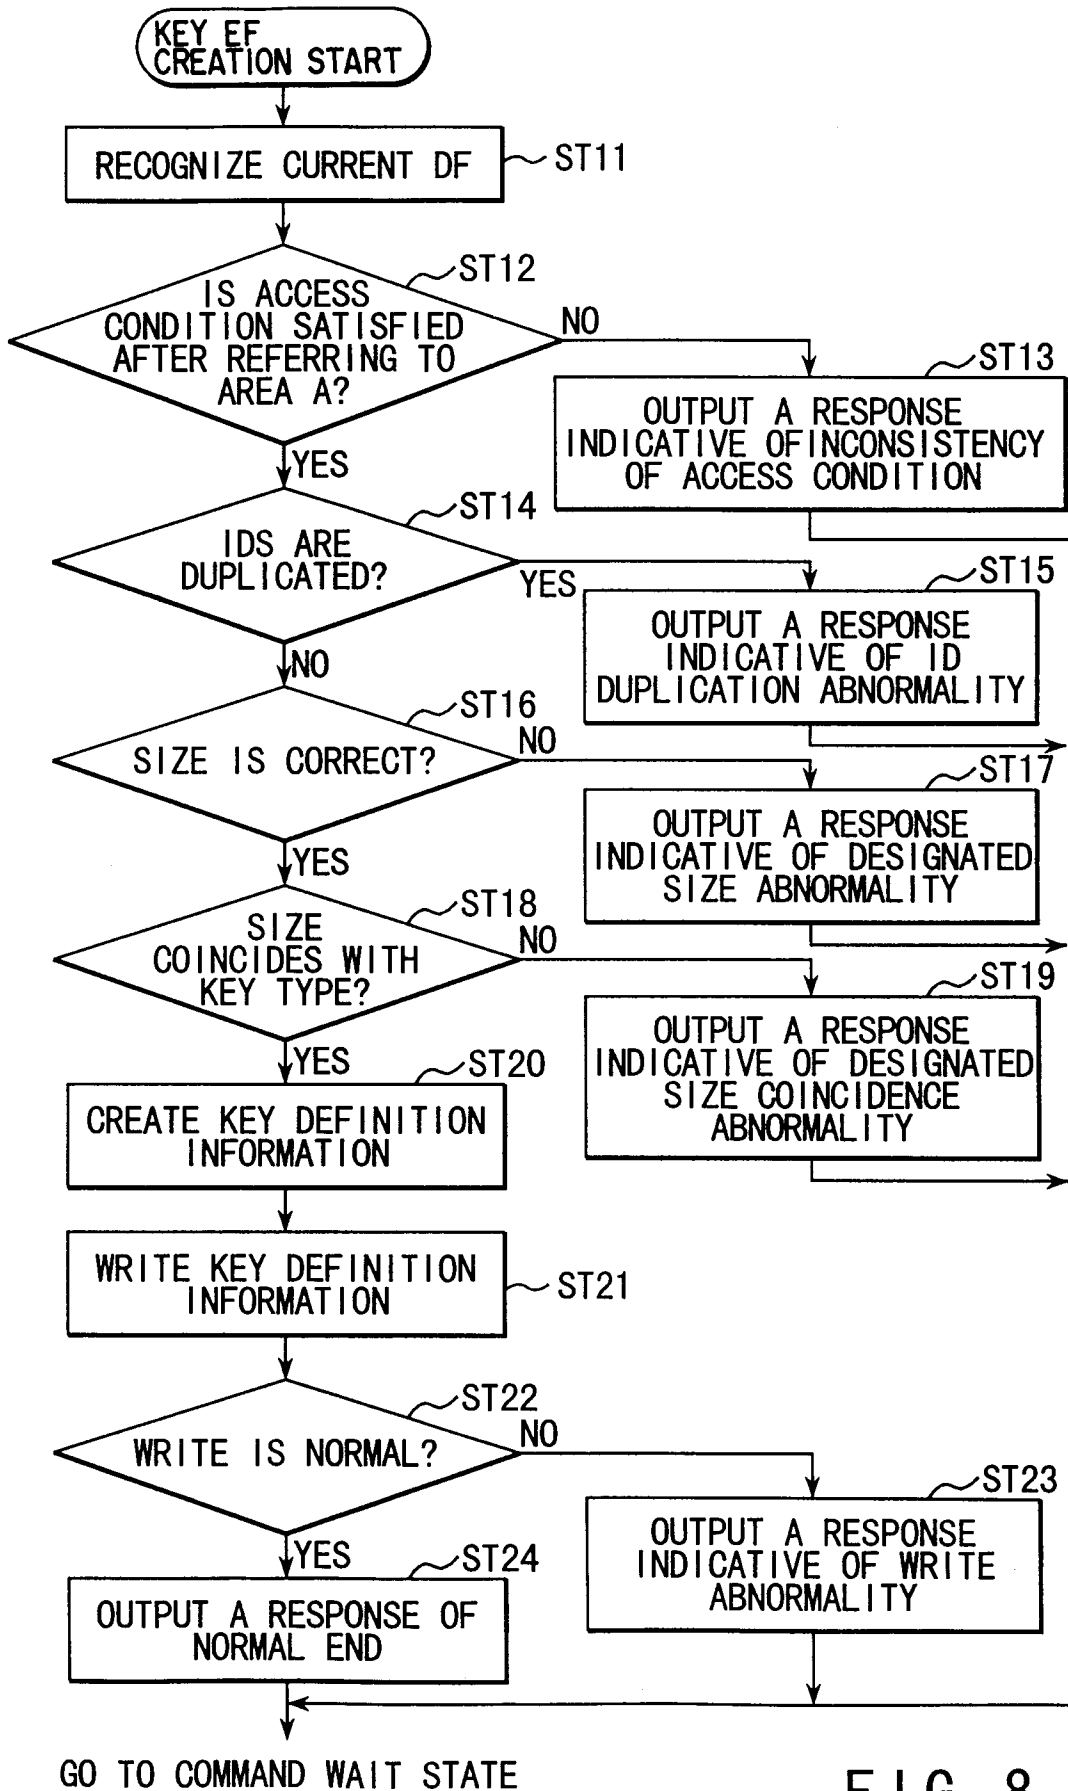 KEY EF
CREATION START
RECOGNIZE CURRENT DF
ST11
ST12
IS ACCESS
CONDITION SATISFIED
AFTER REFERRING TO
AREA A?
NO
YES
ST13
OUTPUT A RESPONSE
INDICATIVE OF INCONSISTENCY
OF ACCESS CONDITION
ST14
IDS ARE
DUPLICATED?
YES
NO
ST15
OUTPUT A RESPONSE
INDICATIVE OF ID
DUPLICATION ABNORMALITY
ST16
SIZE IS CORRECT?
NO
YES
ST17
OUTPUT A RESPONSE
INDICATIVE OF DESIGNATED
SIZE ABNORMALITY
ST18
SIZE
COINCIDES WITH
KEY TYPE?
NO
YES
ST19
OUTPUT A RESPONSE
INDICATIVE OF DESIGNATED
SIZE COINCIDENCE
ABNORMALITY
ST20
CREATE KEY DEFINITION
INFORMATION
WRITE KEY DEFINITION
INFORMATION
ST21
ST22
WRITE IS NORMAL?
NO
YES
ST23
OUTPUT A RESPONSE
INDICATIVE OF WRITE
ABNORMALITY
ST24
OUTPUT A RESPONSE OF
NORMAL END
GO TO COMMAND WAIT STATE
FIG. 8